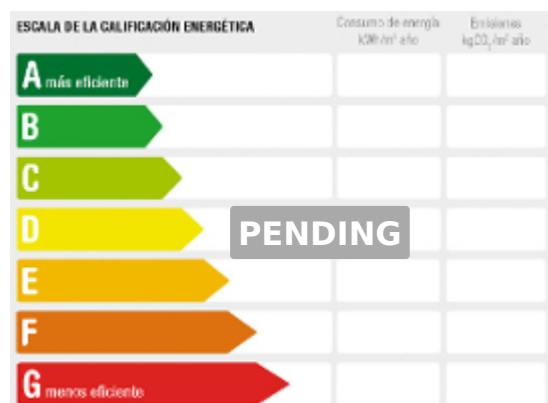 ESCALA DE LA CALIFICACIÓN ENERGÉTICA
Consumo de energía
kWh/m² año
Emisiones
kgCO₂/m² año
A más eficiente
B
C
D
PENDING
E
F
G menos eficiente